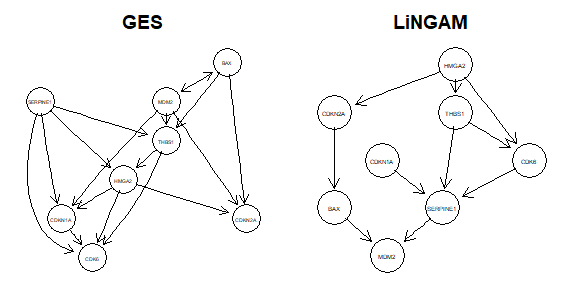 GES
LiNGAM
BAX
SERPINE1
MDM2
THBS1
HMGA2
CDKN1A
CDKN2A
CDK6
HMGA2
CDKN2A
THBS1
CDKN1A
CDK6
BAX
SERPINE1
MDM2